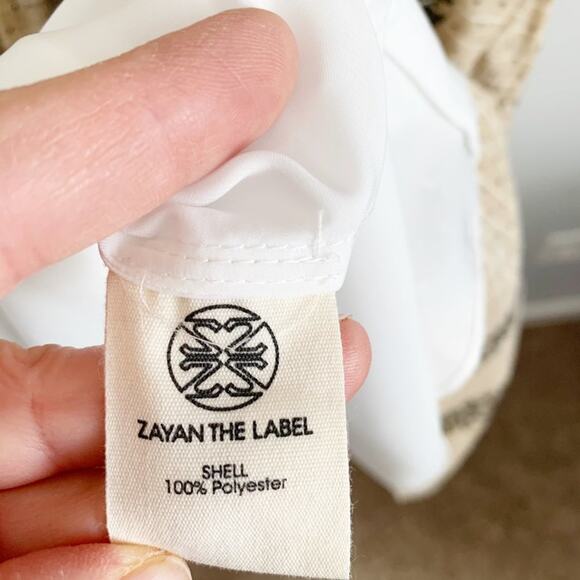 ZAYAN THE LABEL
SHELL
100% Polyester